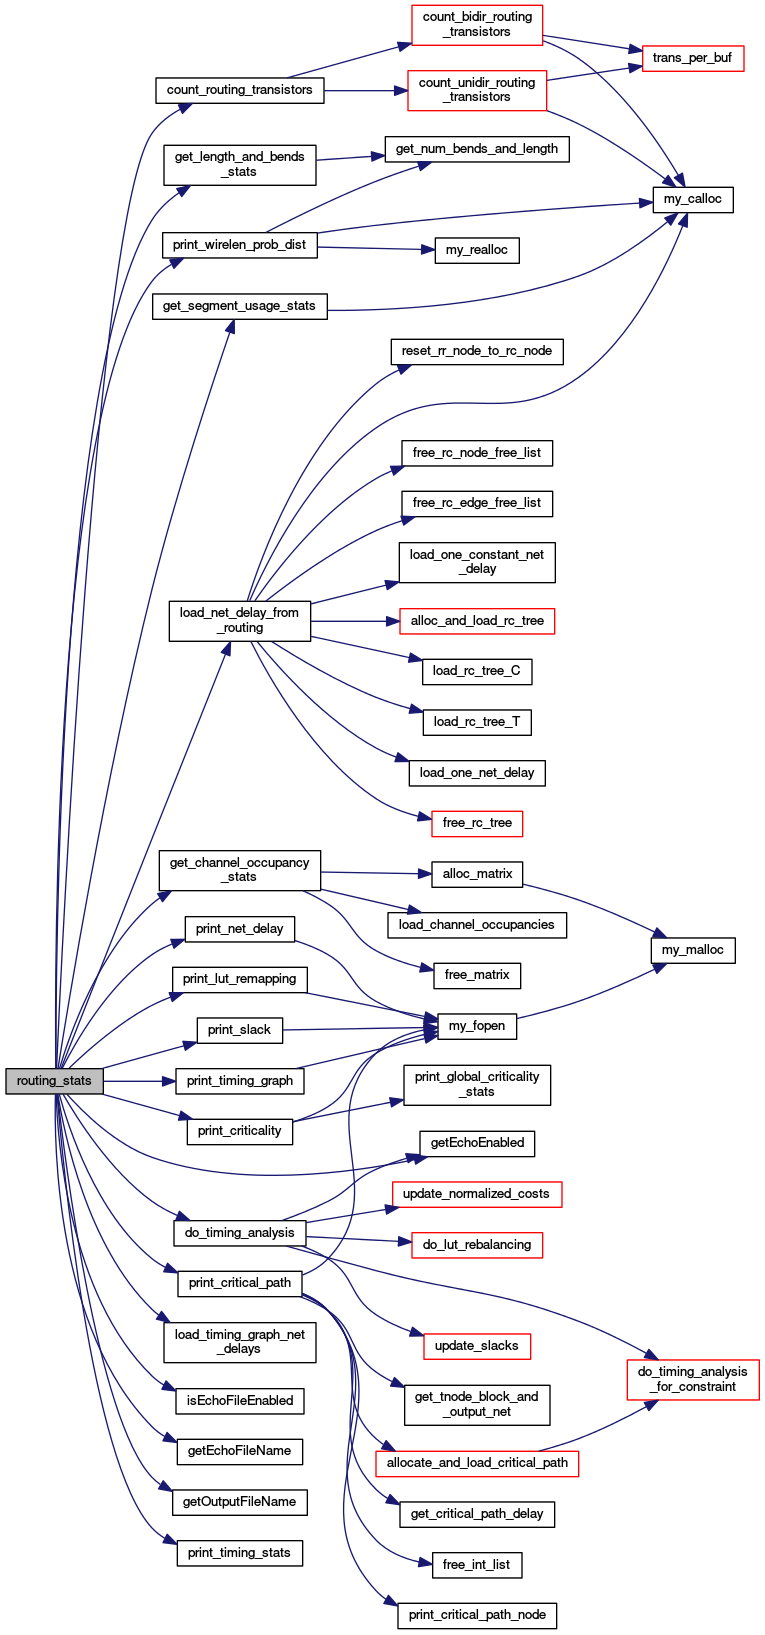 count_bidir_routing
_transistors
trans_per_buf
count_routing_transistors
count_unidir_routing
_transistors
get_length_and_bends
_stats
get_num_bends_and_length
my_calloc
print_wirelen_prob_dist
my_realloc
get_segment_usage_stats
reset_rr_node_to_rc_node
free_rc_node_free_list
free_rc_edge_free_list
load_one_constant_net
_delay
load_net_delay_from
_routing
alloc_and_load_rc_tree
load_rc_tree_C
load_rc_tree_T
load_one_net_delay
free_rc_tree
get_channel_occupancy
_stats
alloc_matrix
load_channel_occupancies
print_net_delay
my_malloc
print_lut_remapping
free_matrix
print_slack
my_fopen
routing_stats
print_timing_graph
print_global_criticality
_stats
print_criticality
getEchoEnabled
update_normalized_costs
do_timing_analysis
do_lut_rebalancing
print_critical_path
load_timing_graph_net
_delays
update_slacks
do_timing_analysis
_for_constraint
isEchoFileEnabled
get_tnode_block_and
_output_net
getEchoFileName
allocate_and_load_critical_path
getOutputFileName
get_critical_path_delay
print_timing_stats
free_int_list
print_critical_path_node